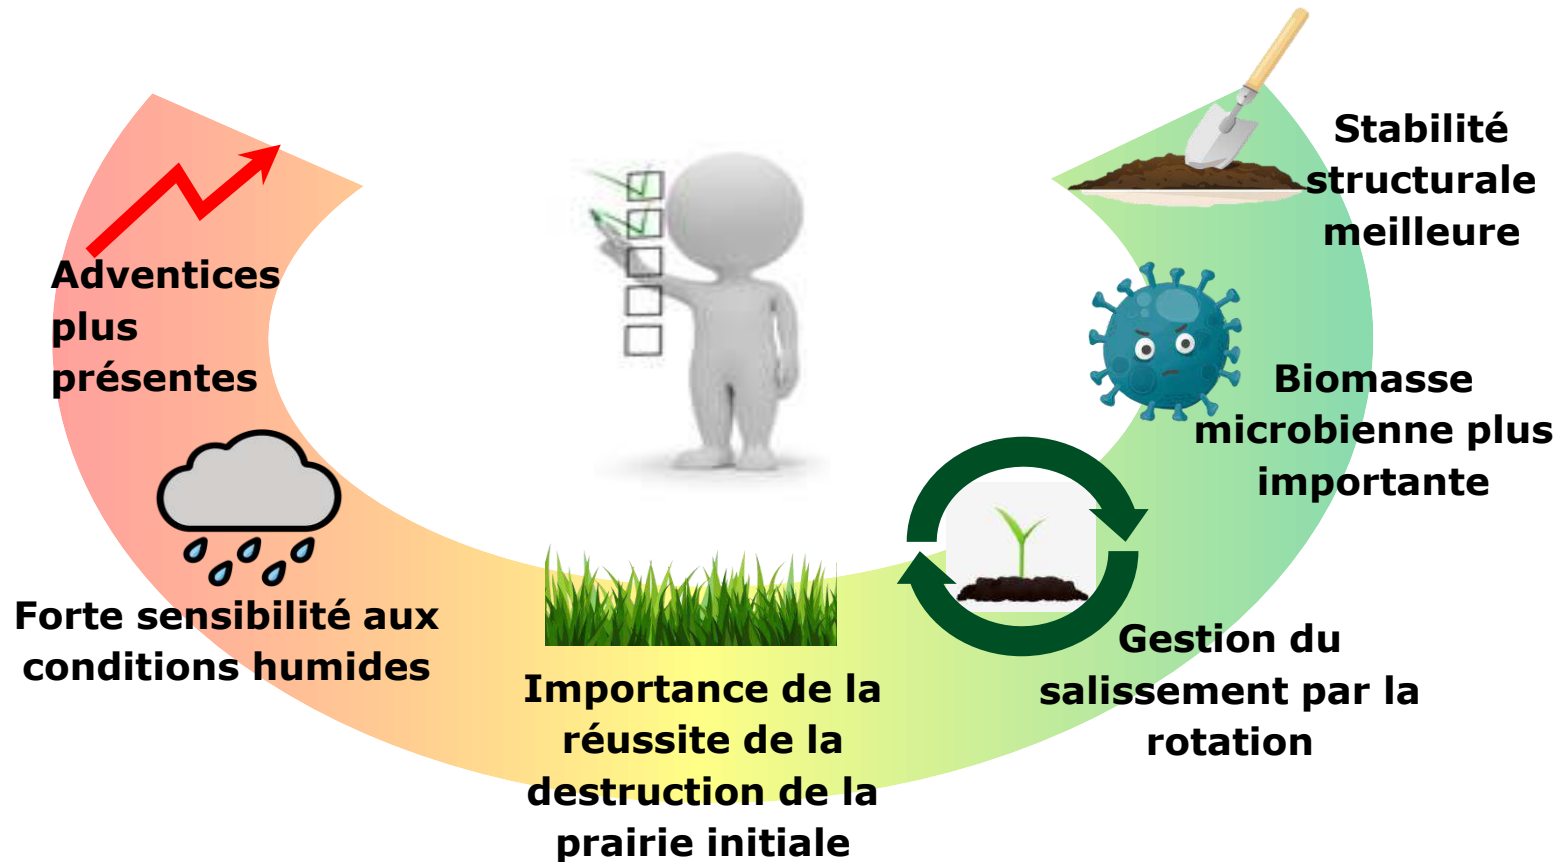 Adventices
plus
présentes
Forte sensibilité aux
conditions humides
Importance de la
réussite de la
destruction de la
prairie initiale
Gestion du
salissement par la
rotation
Biomasse
microbienne plus
importante
Stabilité
structurale
meilleure